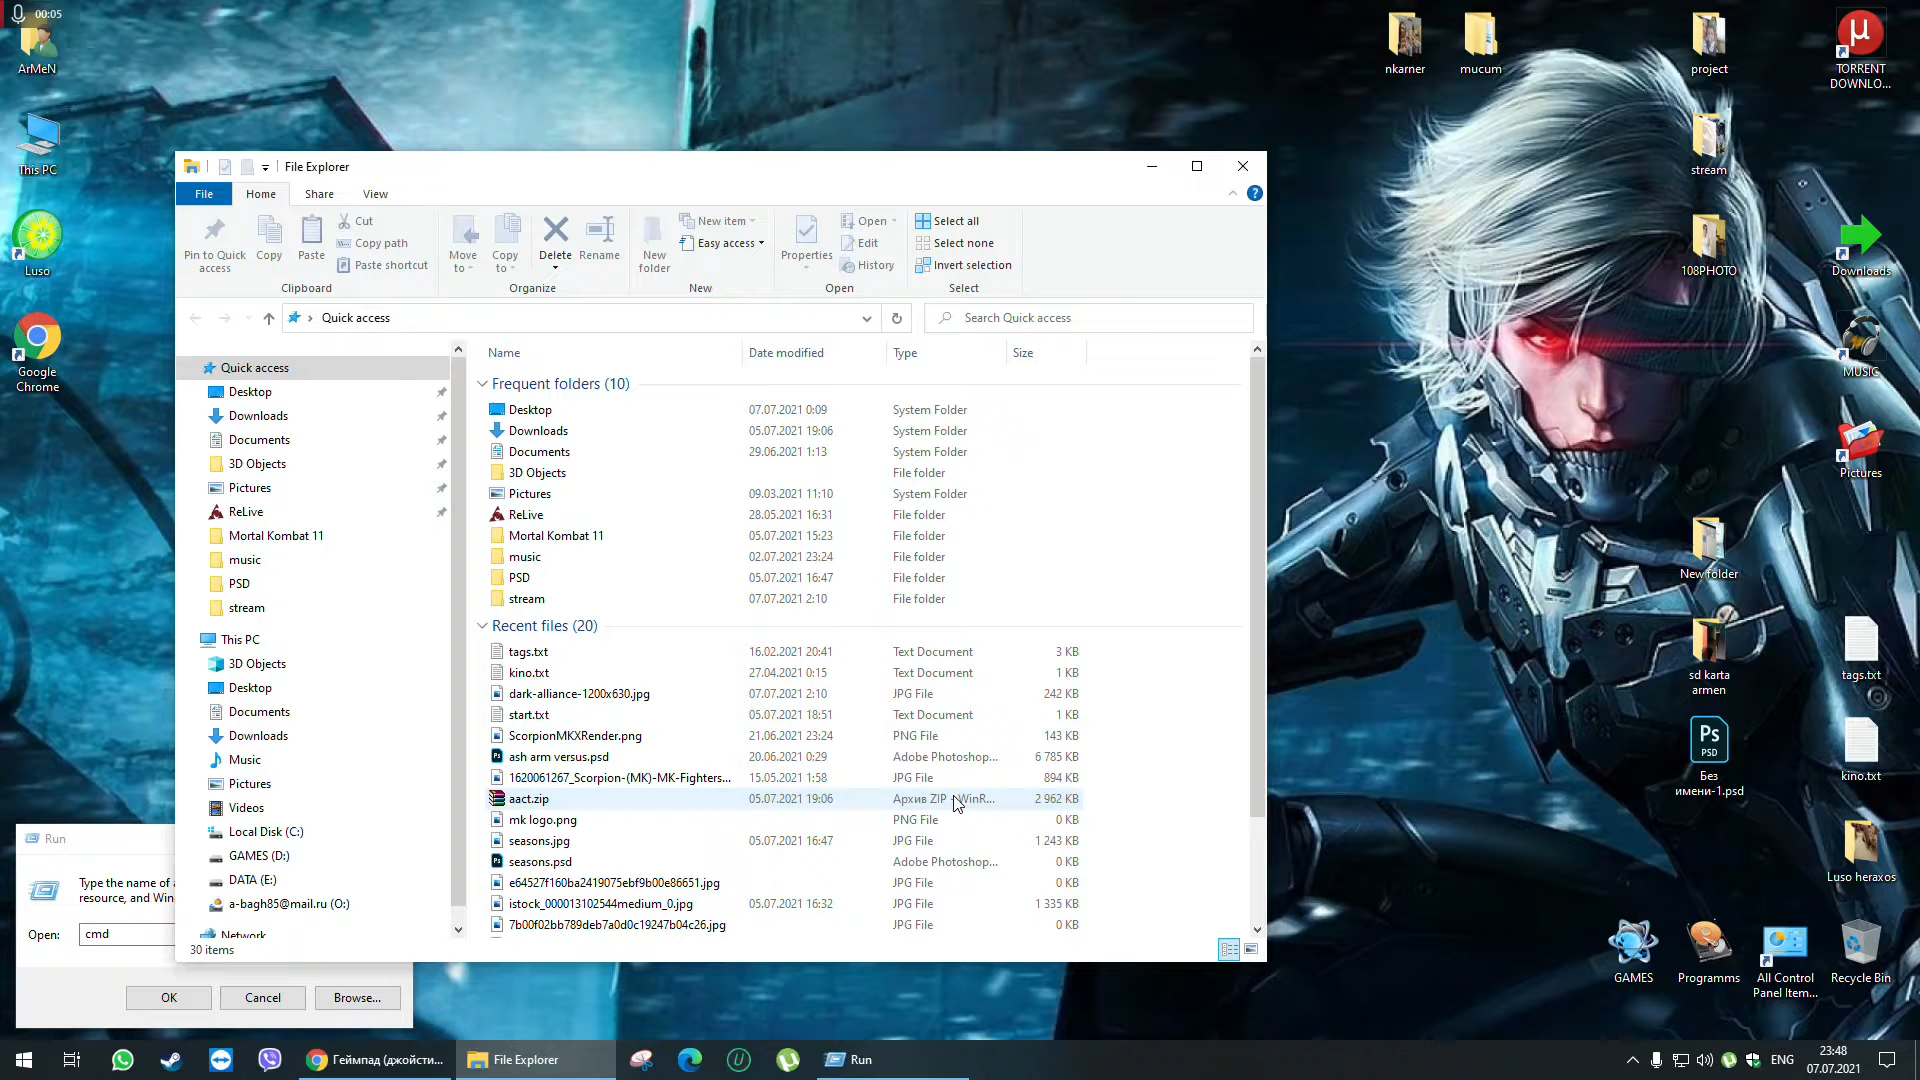 00:05
ArMeN
This PC
Luso
Google
Chrome
nkarner
mucum
project
TORRENT
DOWNLO...
stream
108PHOTO
Downloads
MUSIC
Pictures
New folder
sd karta
armen
tags.txt
Ps
PSD
Без
имени-1.psd
kino.txt
Luso heraxos
GAMES
Programms
All Control
Panel Item...
Recycle Bin
File Explorer
File
Home
Share
View
Pin to Quick
access
Copy
Paste
Cut
Copy path
Paste shortcut
Clipboard
Move
to
Copy
to
Delete
Rename
Organize
New
folder
New item
Easy access
New
Properties
Open
Edit
History
Open
Select all
Select none
Invert selection
Select
Quick access
Search Quick access
Quick access
Desktop
Downloads
Documents
3D Objects
Pictures
ReLive
Mortal Kombat 11
music
PSD
stream
This PC
3D Objects
Desktop
Documents
Downloads
Music
Pictures
Videos
Local Disk (C:)
GAMES (D:)
DATA (E:)
a-bagh85@mail.ru (O:)
Network
Name Date modified Type Size
Frequent folders (10)
Desktop 07.07.2021 0:09 System Folder
Downloads 05.07.2021 19:06 System Folder
Documents 29.06.2021 1:13 System Folder
3D Objects File folder
Pictures 09.03.2021 11:10 System Folder
ReLive 28.05.2021 16:31 File folder
Mortal Kombat 11 05.07.2021 15:23 File folder
music 02.07.2021 23:24 File folder
PSD 05.07.2021 16:47 File folder
stream 07.07.2021 2:10 File folder
Recent files (20)
tags.txt 16.02.2021 20:41 Text Document 3 KB
kino.txt 27.04.2021 0:15 Text Document 1 KB
dark-alliance-1200x630.jpg 07.07.2021 2:10 JPG File 242 KB
start.txt 05.07.2021 18:51 Text Document 1 KB
ScorpionMKXRender.png 21.06.2021 23:24 PNG File 143 KB
ash arm versus.psd 20.06.2021 0:29 Adobe Photoshop... 6 785 KB
1620061267_Scorpion-(MK)-MK-Fighters... 15.05.2021 1:58 JPG File 894 KB
aact.zip 05.07.2021 19:06 Архив ZIP - WinR... 2 962 KB
mk logo.png PNG File 0 KB
seasons.jpg 05.07.2021 16:47 JPG File 1 243 KB
seasons.psd Adobe Photoshop... 0 KB
e64527f160ba2419075ebf9b00e86651.jpg JPG File 0 KB
istock_000013102544medium_0.jpg 05.07.2021 16:32 JPG File 1 335 KB
7b00f02bb789deb7a0d0c19247b04c26.jpg JPG File 0 KB
30 items
Run
Type the name of a
resource, and Win
Open: cmd
OK
Cancel
Browse...
Геймпад (джойсти...
File Explorer
Run
ENG
23:48
07.07.2021